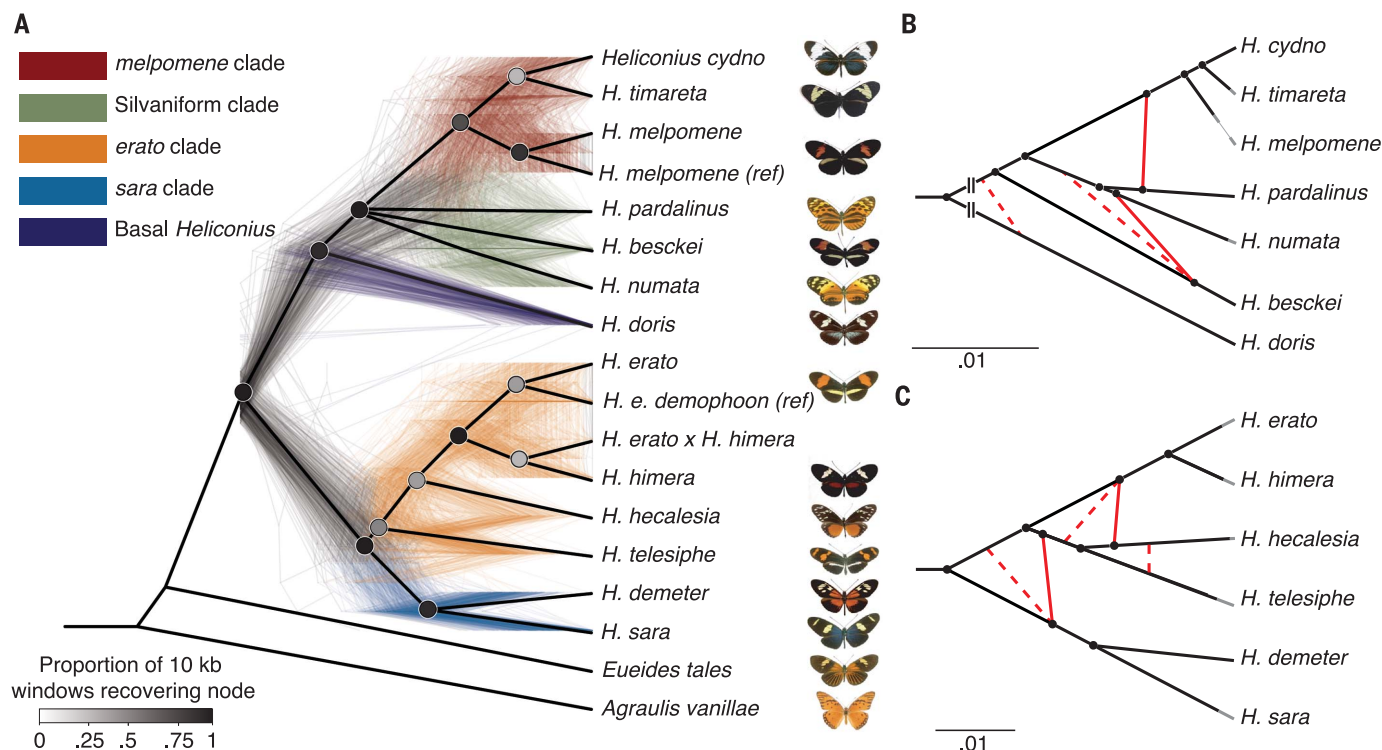 A
melpomene clade
Silvaniform clade
erato clade
sara clade
Basal Heliconius
Heliconius cydno
H. timareta
H. melpomene
H. melpomene (ref)
H. pardalinus
H. besckei
H. numata
H. doris
H. erato
H. e. demophoon (ref)
H. erato x H. himera
H. himera
H. hecalesia
H. telesiphe
H. demeter
H. sara
Eueides tales
Agraulis vanillae
Proportion of 10 kb
windows recovering node
0 .25 .5 .75 1
B
H. cydno
H. timareta
H. melpomene
H. pardalinus
H. numata
H. besckei
H. doris
.01
C
H. erato
H. himera
H. hecalesia
H. telesiphe
H. demeter
H. sara
.01